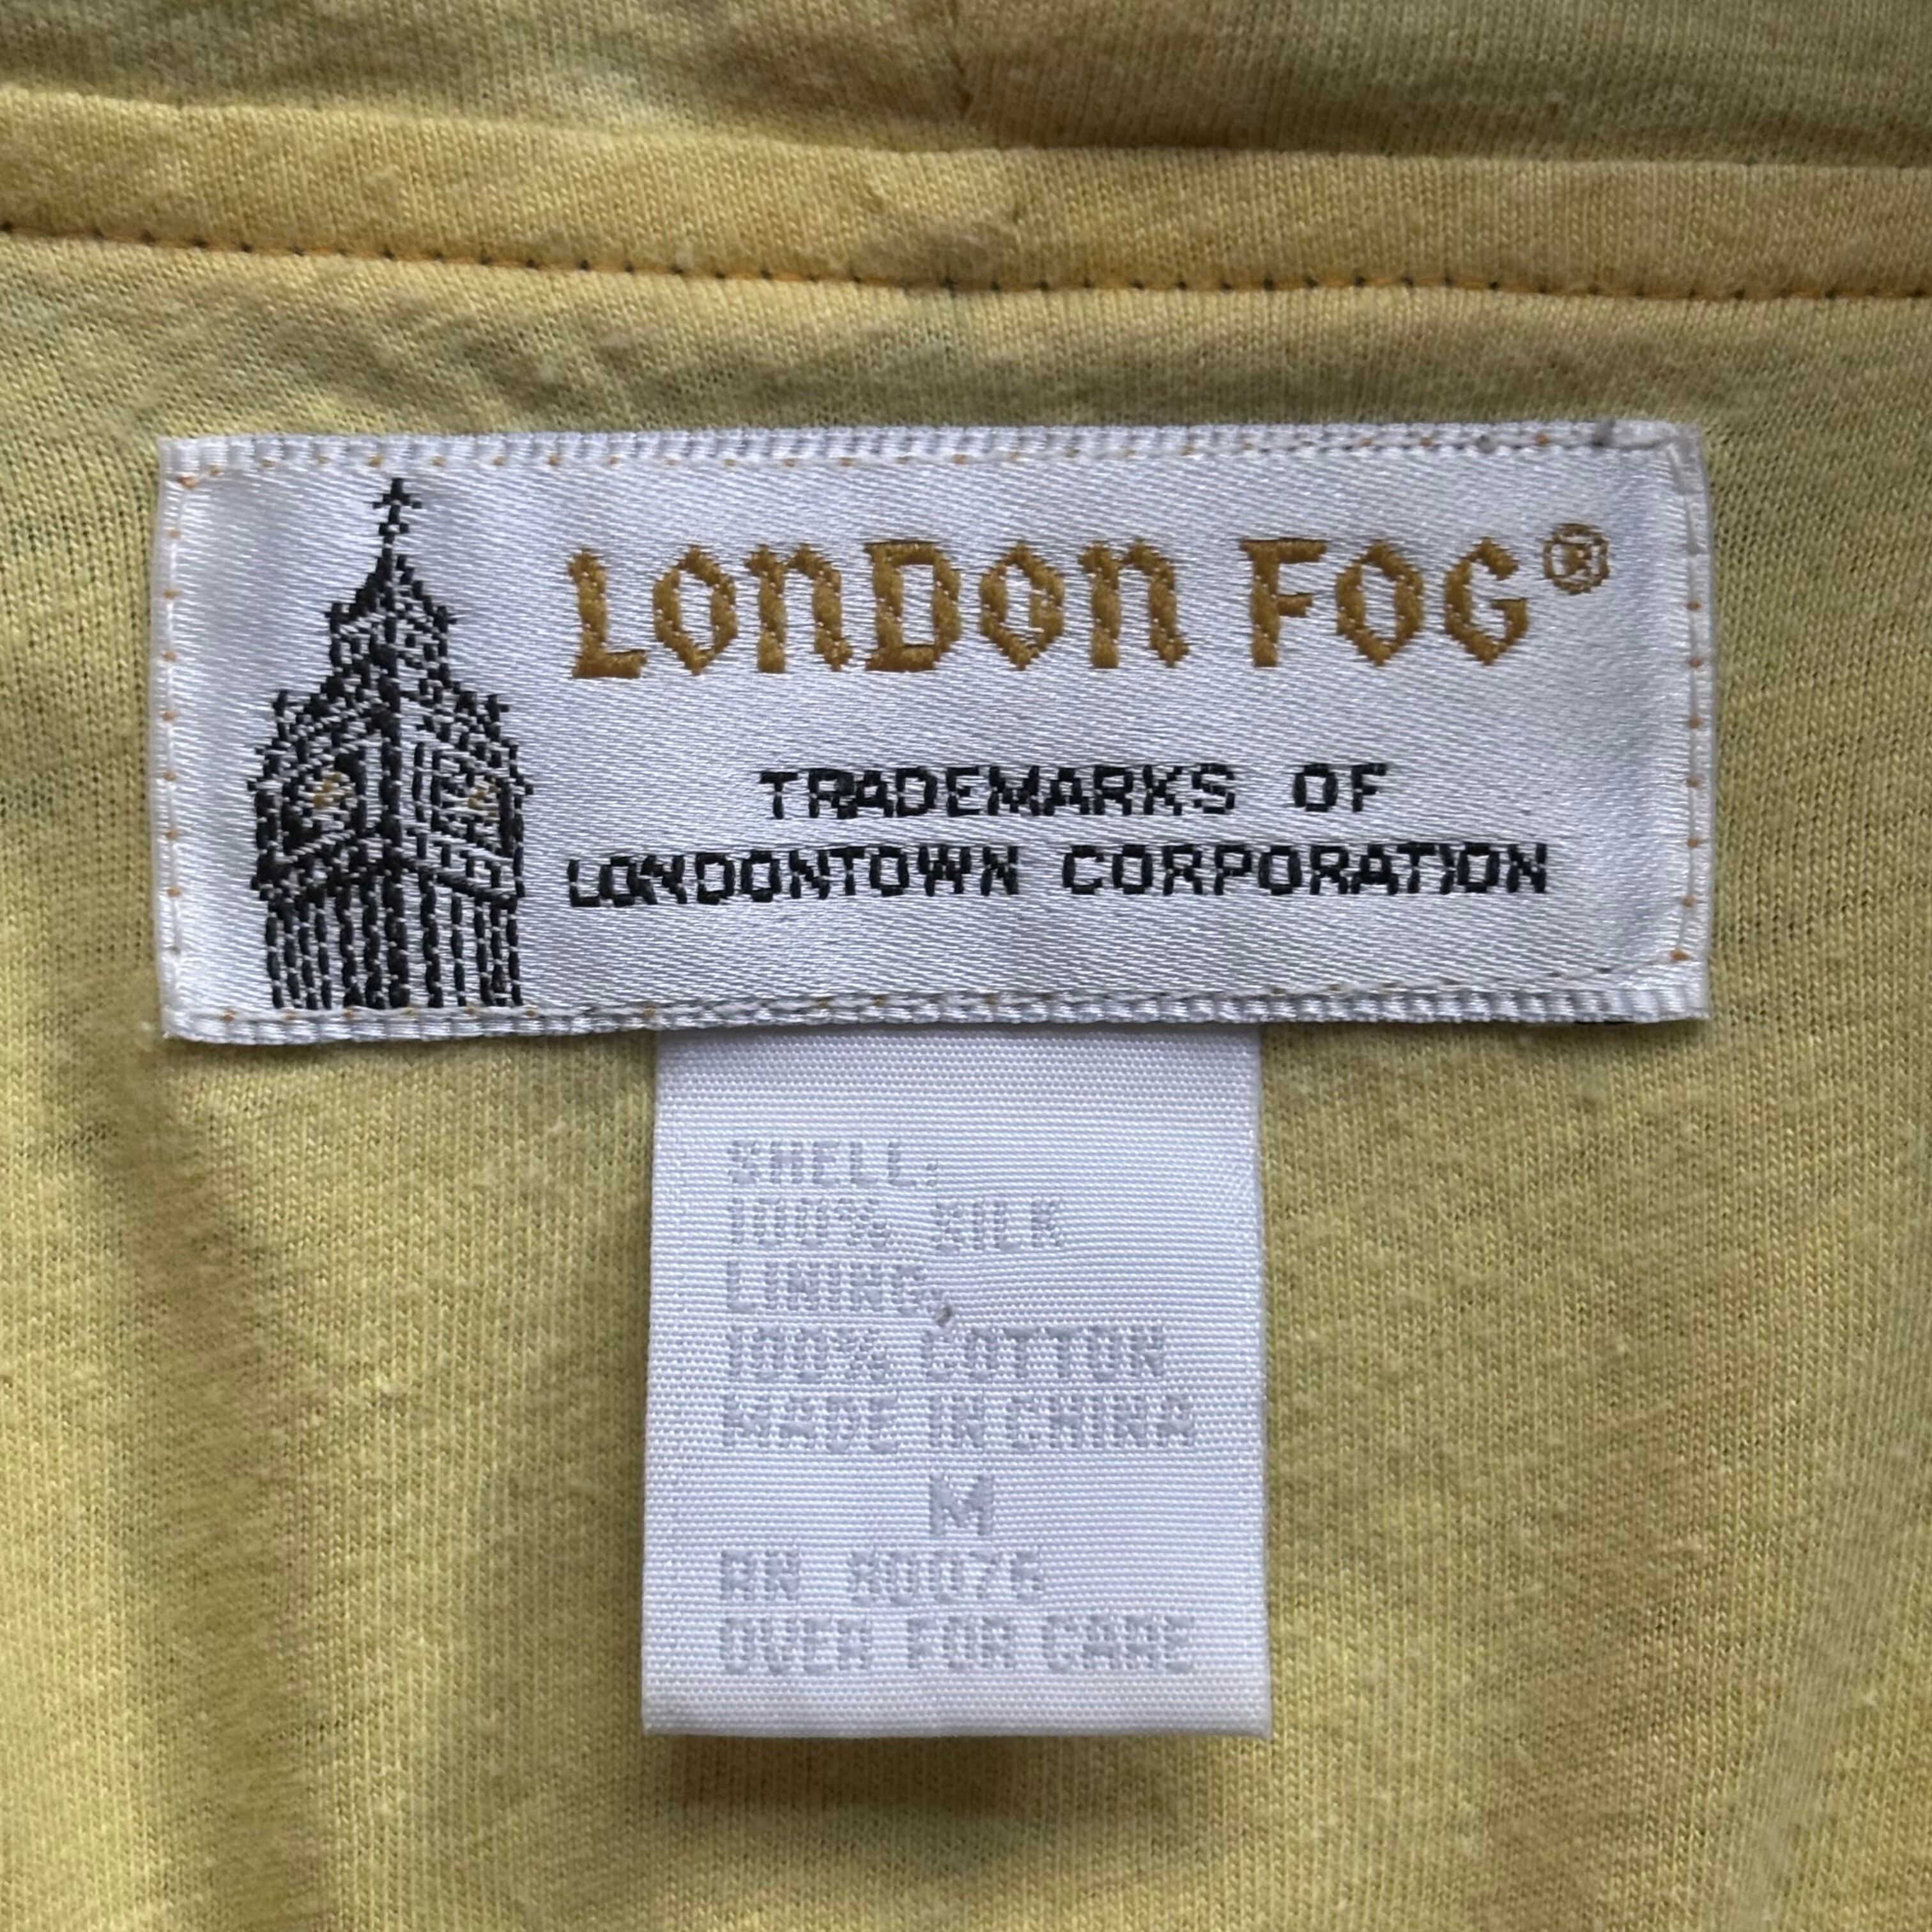 LONDON FOG®
TRADEMARKS OF
LONDONTOWN CORPORATION
SHELL:
100% SILK
LINING:
100% COTTON
MADE IN CHINA
M
RN 80076
OVER FOR CARE